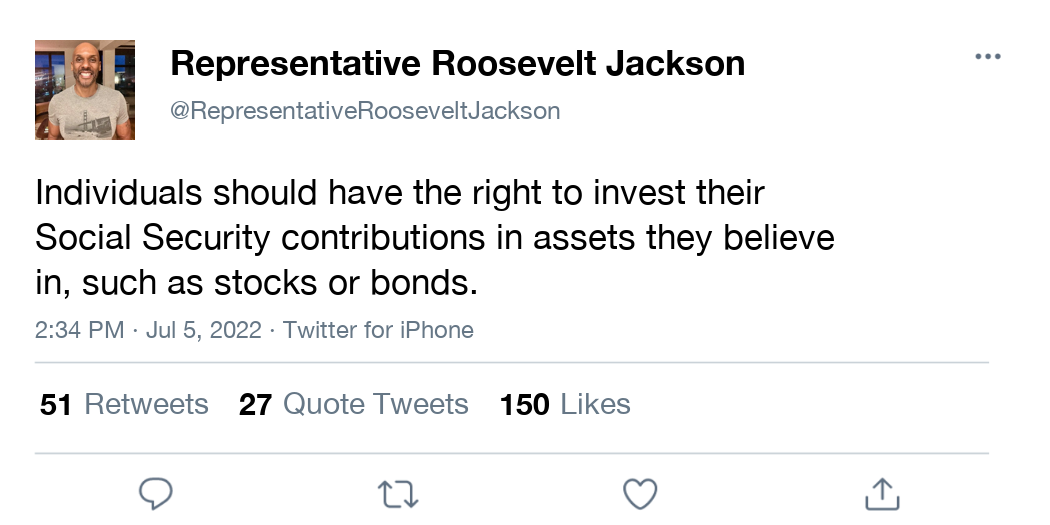 Representative Roosevelt Jackson
@RepresentativeRooseveltJackson
Individuals should have the right to invest their
Social Security contributions in assets they believe
in, such as stocks or bonds.
2:34 PM · Jul 5, 2022 · Twitter for iPhone
51 Retweets 27 Quote Tweets 150 Likes